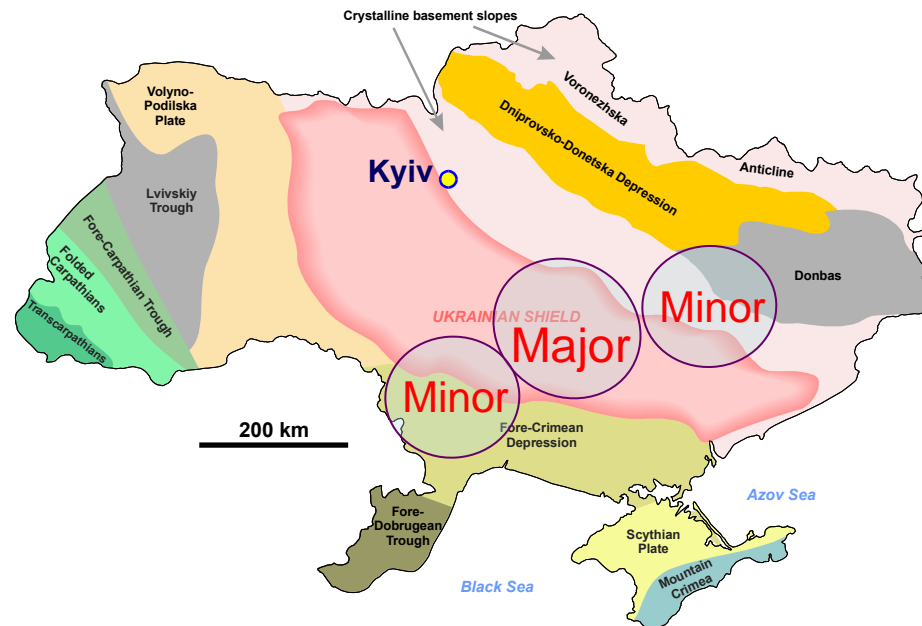 Crystalline basement slopes
Volyno-
Podilska
Plate
Voronezhska
Dniprovsko-Donetska Depression
Anticline
Kyiv
Lvivskiy
Trough
Fore-Carpathian Trough
Folded
Carpathians
Transcarpathians
Donbas
UKRAINIAN SHIELD
Minor
Major
Minor
200 km
Fore-Crimean
Depression
Azov Sea
Fore-
Dobrugean
Trough
Scythian
Plate
Mountain
Crimea
Black Sea